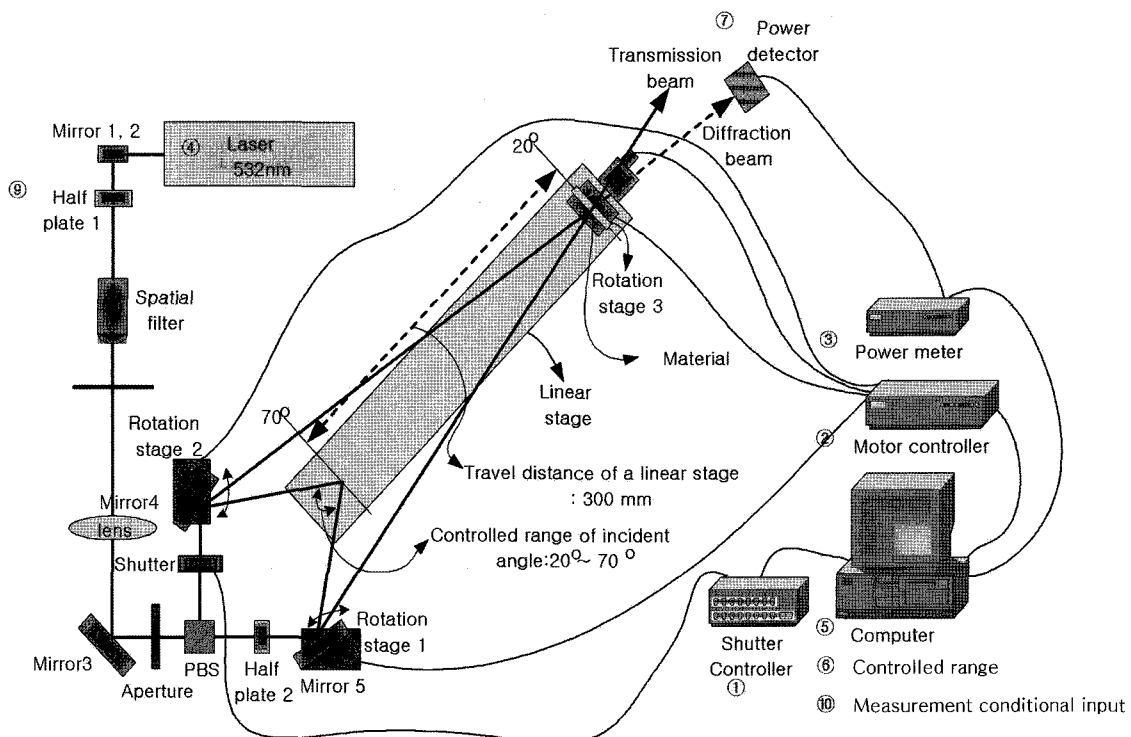 ⑦
Power
detector
Transmission
beam
Mirror 1, 2
④
Laser
532nm
Diffraction
beam
20°
⑨
Half
plate 1
Spatial
filter
Rotation
stage 3
③
Power meter
Material
Linear
stage
70°
Rotation
stage 2
②
Motor controller
Travel distance of a linear stage
: 300 mm
Mirror4
lens
Controlled range of incident
angle:20°~ 70 °
Shutter
Rotation
stage 1
Mirror3
PBS
Aperture
Half
plate 2
Mirror 5
Shutter
Controller
①
⑤
Computer
⑥
Controlled range
⑩
Measurement conditional input